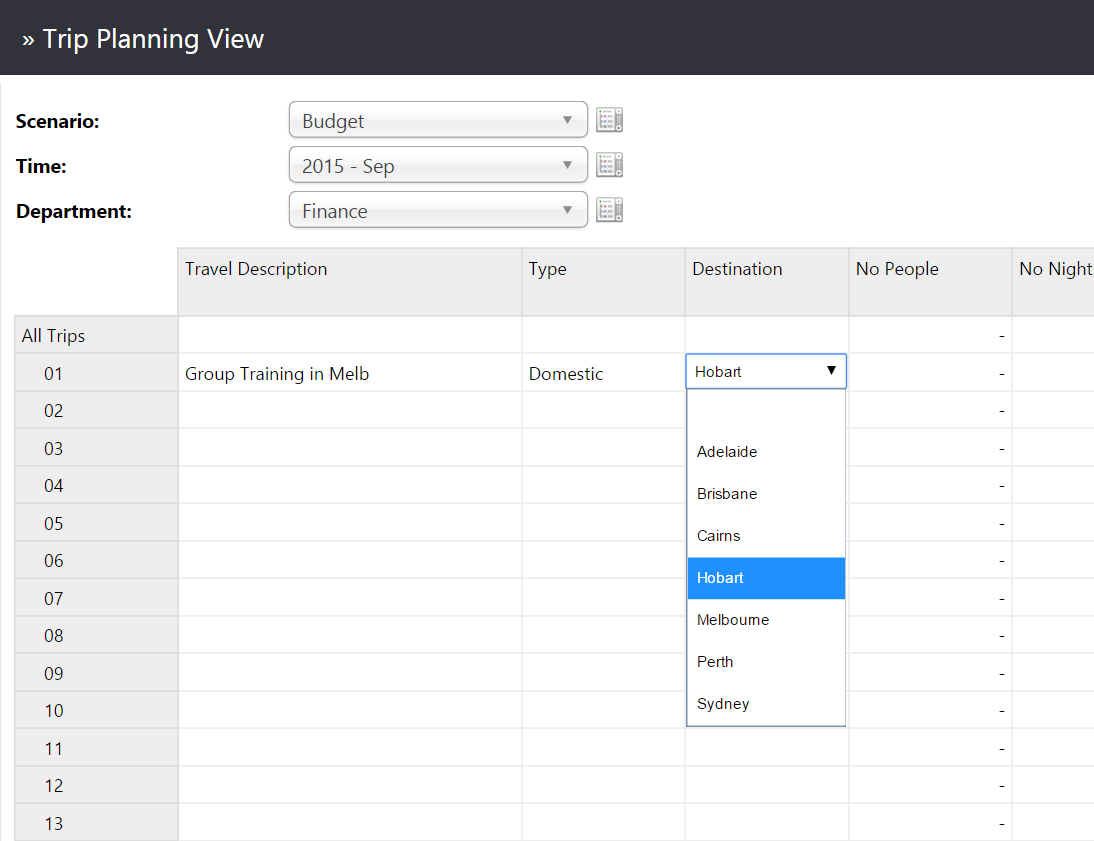 » Trip Planning View
Scenario: Budget
Time: 2015 - Sep
Department: Finance
Travel Description Type Destination No People No Nights
All Trips -
01 Group Training in Melb Domestic Hobart -
02 -
Adelaide
03 -
04 Brisbane -
05 Cairns -
06 -
Hobart
07 -
08 Melbourne -
09 Perth -
10 Sydney -
11 -
12 -
13 -